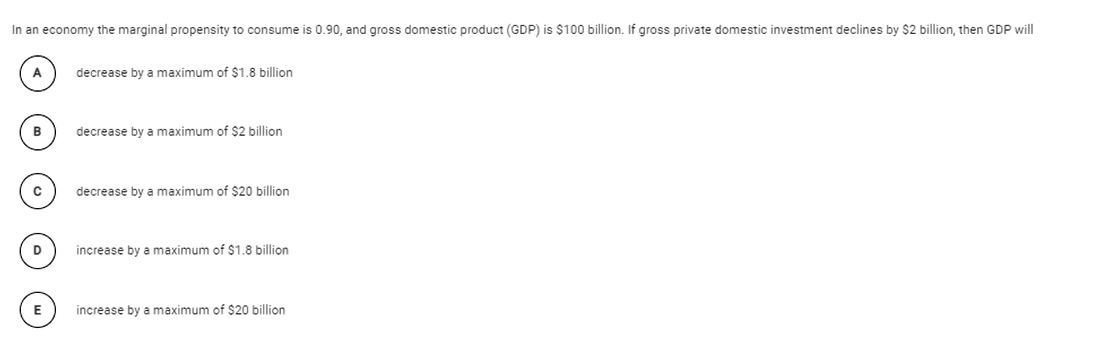 In an economy the marginal propensity to consume is 0.90, and gross domestic product (GDP) is $100 billion. If gross private domestic investment declines by $2 billion, then GDP will
A decrease by a maximum of $1.8 billion
B decrease by a maximum of $2 billion
C decrease by a maximum of $20 billion
D increase by a maximum of $1.8 billion
E increase by a maximum of $20 billion